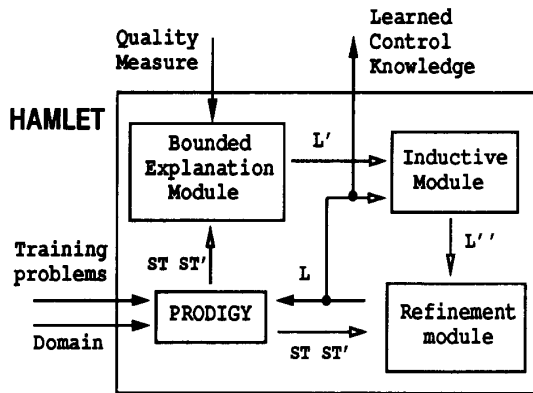 Quality
Measure
Learned
Control
Knowledge
HAMLET
Bounded
Explanation
Module
L'
Inductive
Module
L''
Training
problems
ST ST'
L
PRODIGY
Domain
ST ST'
Refinement
module